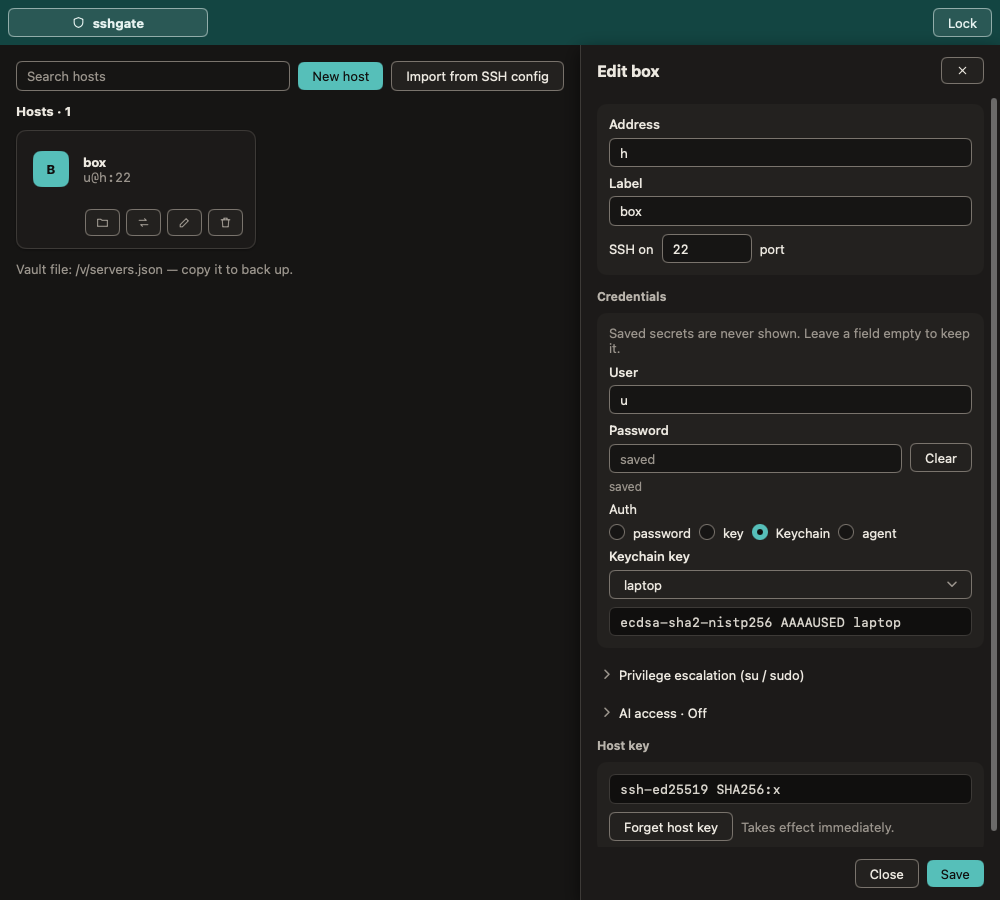 sshgate
Lock
Search hosts
New host
Import from SSH config
Hosts · 1
B
box
u@h:22
Vault file: /v/servers.json — copy it to back up.
Edit box
Address
h
Label
box
SSH on
22
port
Credentials
Saved secrets are never shown. Leave a field empty to keep
it.
User
u
Password
saved
Clear
saved
Auth
password
key
Keychain
agent
Keychain key
laptop
ecdsa-sha2-nistp256 AAAAUSED laptop
Privilege escalation (su / sudo)
AI access · Off
Host key
ssh-ed25519 SHA256:x
Forget host key
Takes effect immediately.
Close
Save